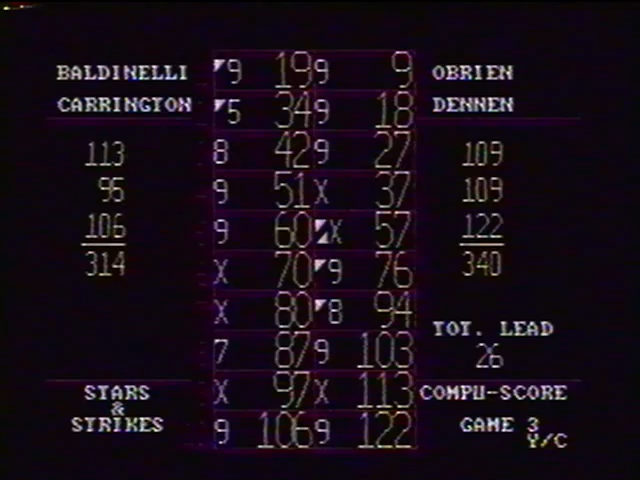 BALDINELLI 9 19 9 9 OBRIEN
CARRINGTON 5 34 9 18 DENNEN
113 8 42 9 27 109
95 9 51 X 37 109
106 9 60 X 57 122
314 X 70 9 76 340
X 80 8 94
TOT. LEAD
7 87 9 103 26
STARS X 97 X 113 COMPU-SCORE
&
STRIKES 9 106 9 122 GAME 3
Y/C